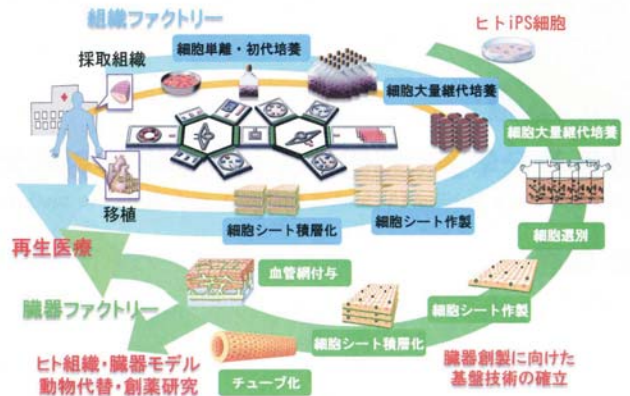 組織ファクトリー
ヒトiPS細胞
採取組織
細胞単離・初代培養
細胞大量継代培養
細胞大量継代培養
移植
細胞シート積層化
細胞シート作製
細胞選別
再生医療
血管網付与
細胞シート作製
臓器ファクトリー
細胞シート積層化
ヒト組織・臓器モデル
動物代替・創薬研究
チューブ化
臓器創製に向けた
基盤技術の確立